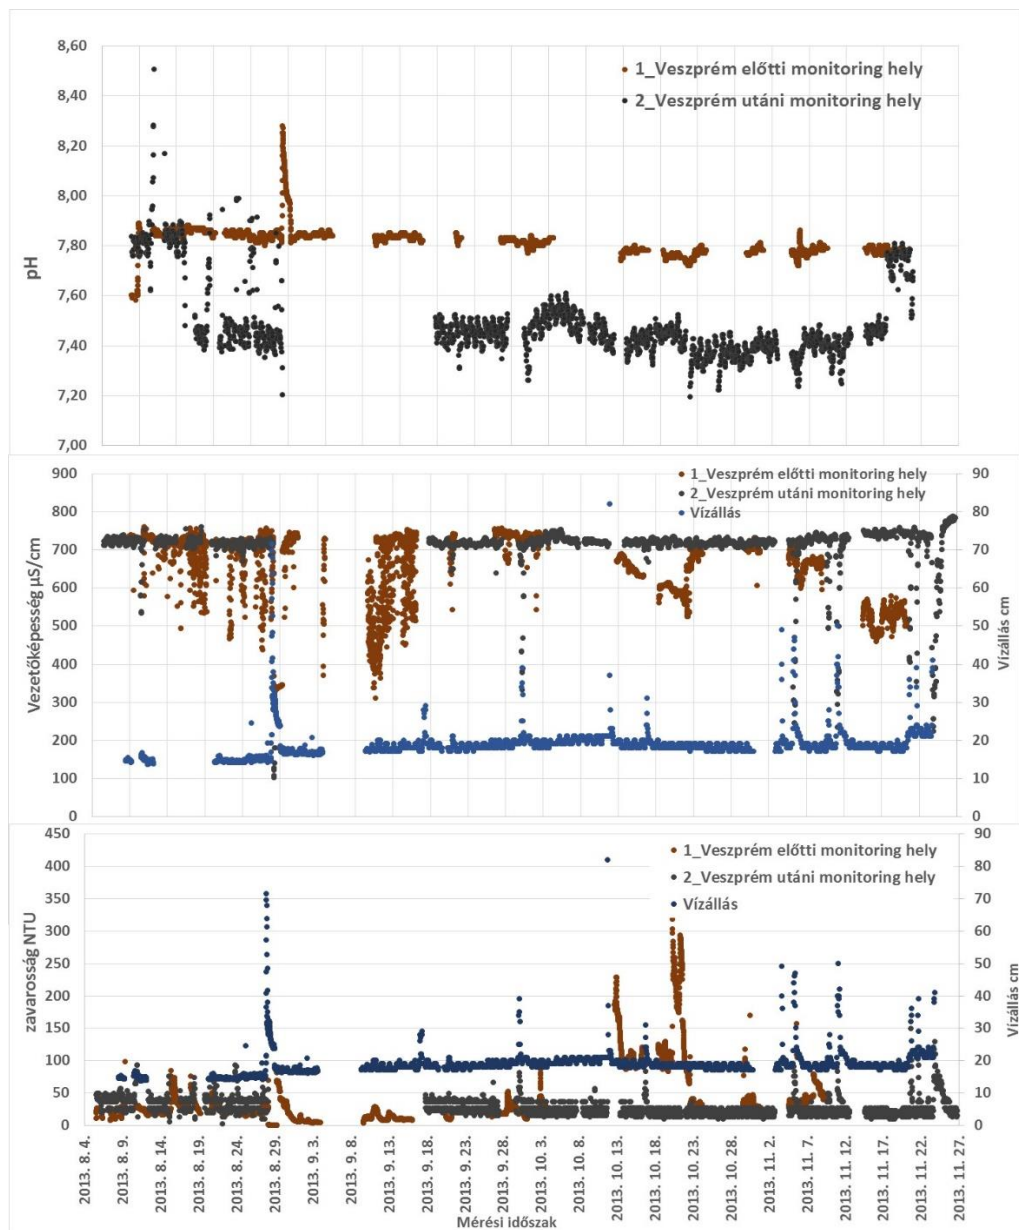 8,60
8,40
8,20
8,00
7,80
7,60
7,40
7,20
7,00
pH
1_Veszprém előtti monitoring hely
2_Veszprém utáni monitoring hely
900
800
700
600
500
400
300
200
100
0
Vezetőképesség µS/cm
1_Veszprém előtti monitoring hely
2_Veszprém utáni monitoring hely
Vízállás
90
80
70
60
50
40
30
20
10
0
Vízállás cm
450
400
350
300
250
200
150
100
50
0
zavarosság NTU
1_Veszprém előtti monitoring hely
2_Veszprém utáni monitoring hely
Vízállás
90
80
70
60
50
40
30
20
10
0
Vízállás cm
2013. 8. 4.
2013. 8. 9.
2013. 8. 14.
2013. 8. 19.
2013. 8. 24.
2013. 8. 29.
2013. 9. 3.
2013. 9. 8.
2013. 9. 13.
2013. 9. 18.
2013. 9. 23.
2013. 9. 28.
2013. 10. 3.
2013. 10. 8.
2013. 10. 13.
2013. 10. 18.
2013. 10. 23.
2013. 10. 28.
2013. 11. 2.
2013. 11. 7.
2013. 11. 12.
2013. 11. 17.
2013. 11. 22.
2013. 11. 27.
Mérési időszak